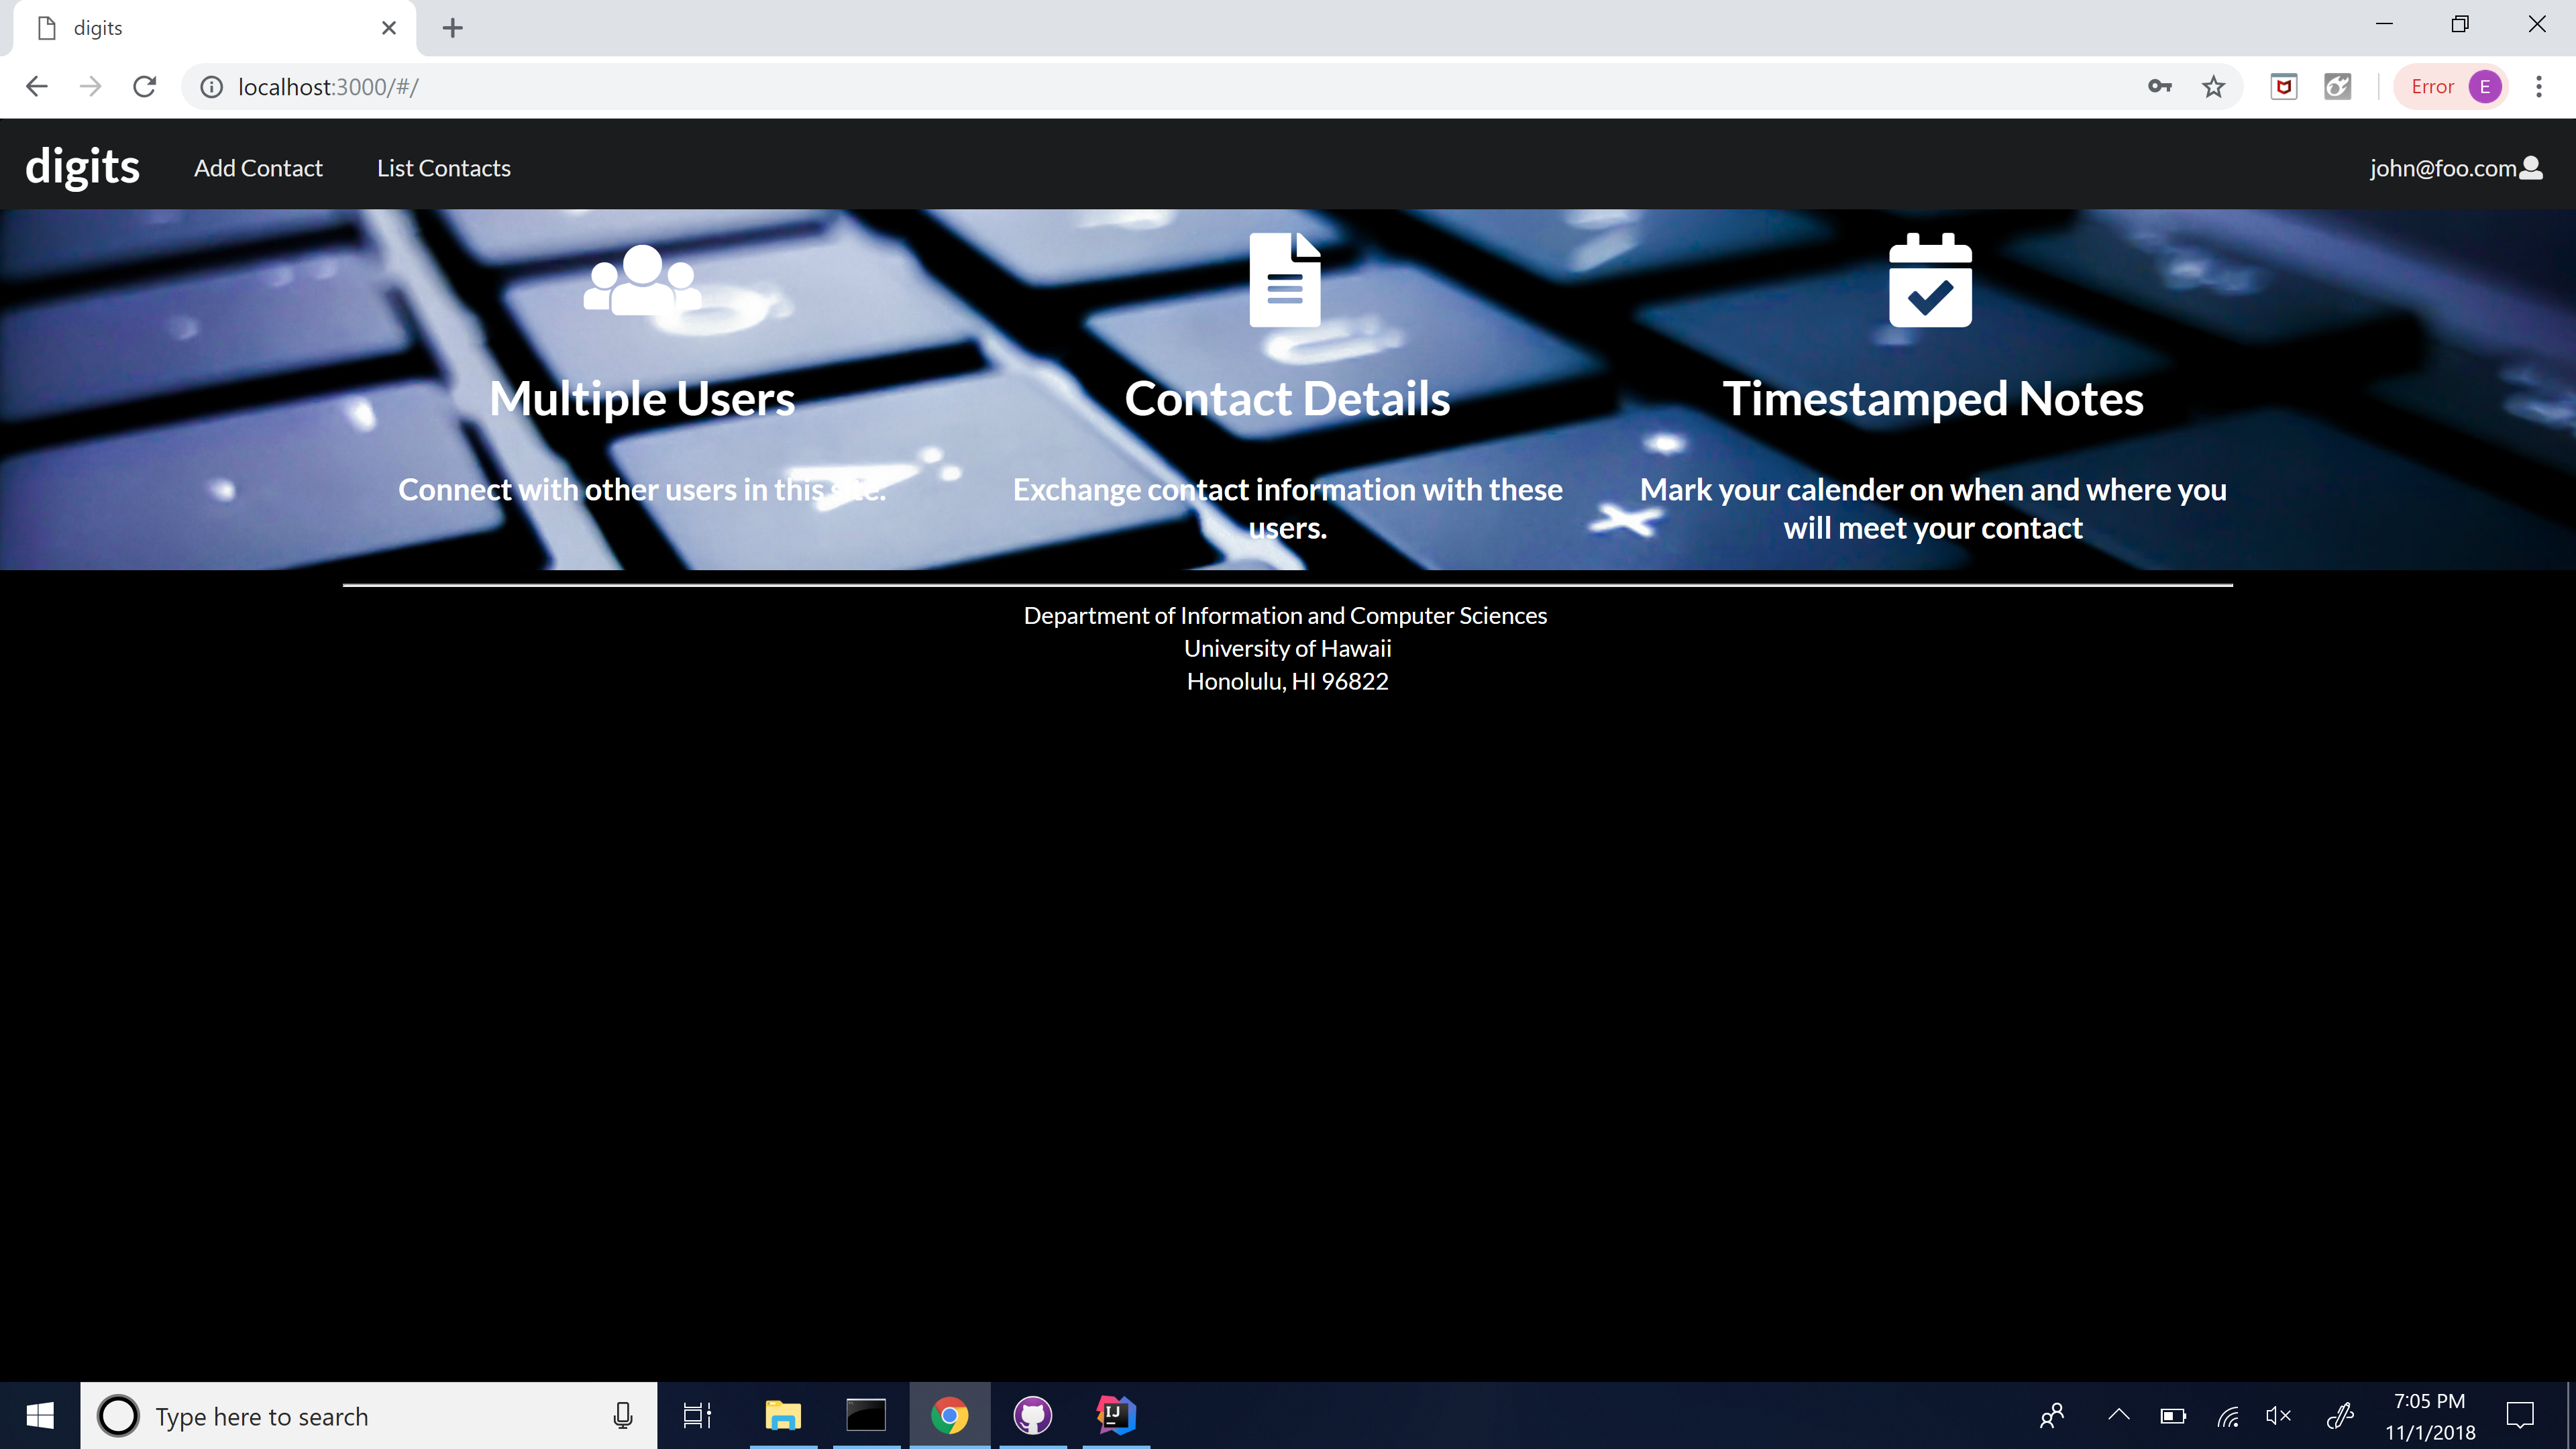 digits
localhost:3000/#/
Error E
digits Add Contact List Contacts john@foo.com
Multiple Users
Connect with other users in this site.
Contact Details
Exchange contact information with these
users.
Timestamped Notes
Mark your calender on when and where you
will meet your contact
Department of Information and Computer Sciences
University of Hawaii
Honolulu, HI 96822
Type here to search
IJ
7:05 PM
11/1/2018